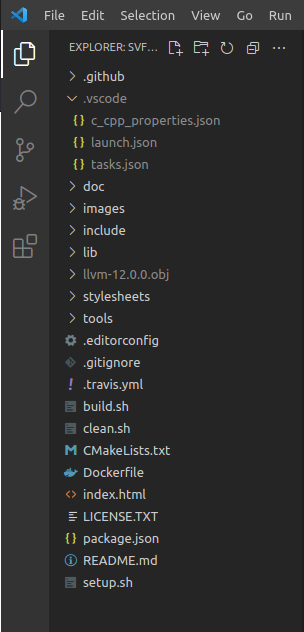 File Edit Selection View Go Run
EXPLORER: SVF...
.github
.vscode
{} c_cpp_properties.json
{} launch.json
{} tasks.json
doc
images
include
lib
llvm-12.0.0.obj
stylesheets
tools
.editorconfig
.gitignore
! .travis.yml
build.sh
clean.sh
M CMakeLists.txt
Dockerfile
<> index.html
LICENSE.TXT
{} package.json
README.md
setup.sh